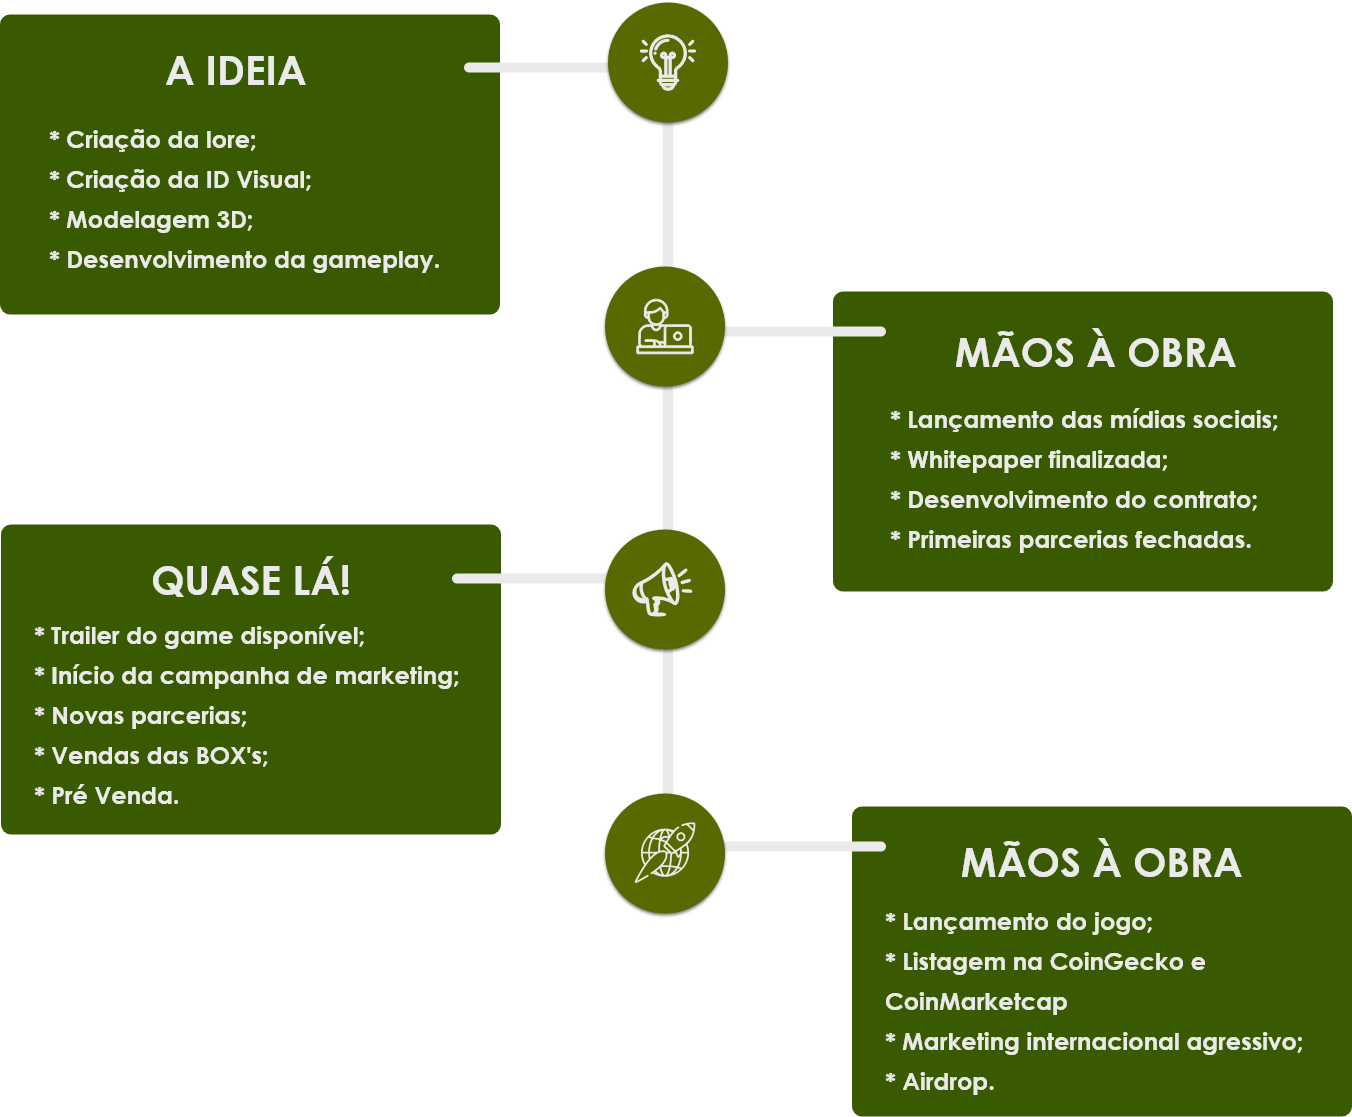 A IDEIA
* Criação da lore;
* Criação da ID Visual;
* Modelagem 3D;
* Desenvolvimento da gameplay.
MÃOS À OBRA
* Lançamento das mídias sociais;
* Whitepaper finalizada;
* Desenvolvimento do contrato;
* Primeiras parcerias fechadas.
QUASE LÁ!
* Trailer do game disponível;
* Início da campanha de marketing;
* Novas parcerias;
* Vendas das BOX's;
* Pré Venda.
MÃOS À OBRA
* Lançamento do jogo;
* Listagem na CoinGecko e
CoinMarketcap
* Marketing internacional agressivo;
* Airdrop.